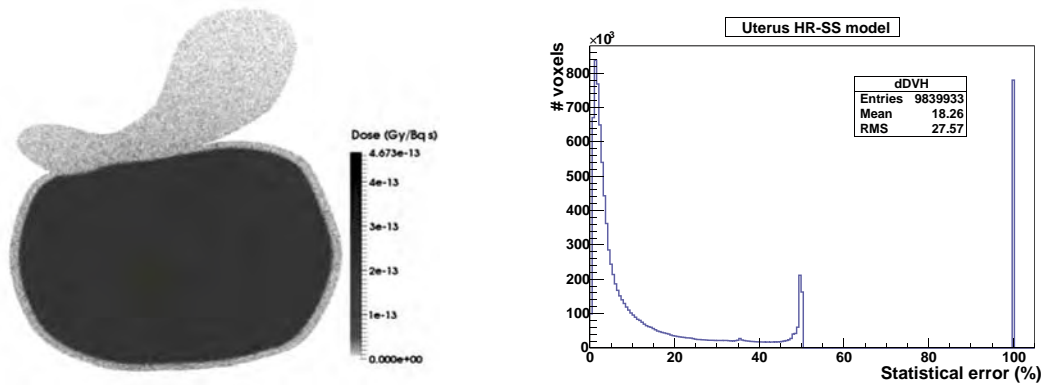 Dose (Gy/Bq s)
4.673e-13
4e-13
3e-13
2e-13
1e-13
0.000e+00
Uterus HR-SS model
×10³
# voxels
800
700
600
500
400
300
200
100
0
dDVH
Entries 9839933
Mean 18.26
RMS 27.57
0 20 40 60 80 100
Statistical error (%)